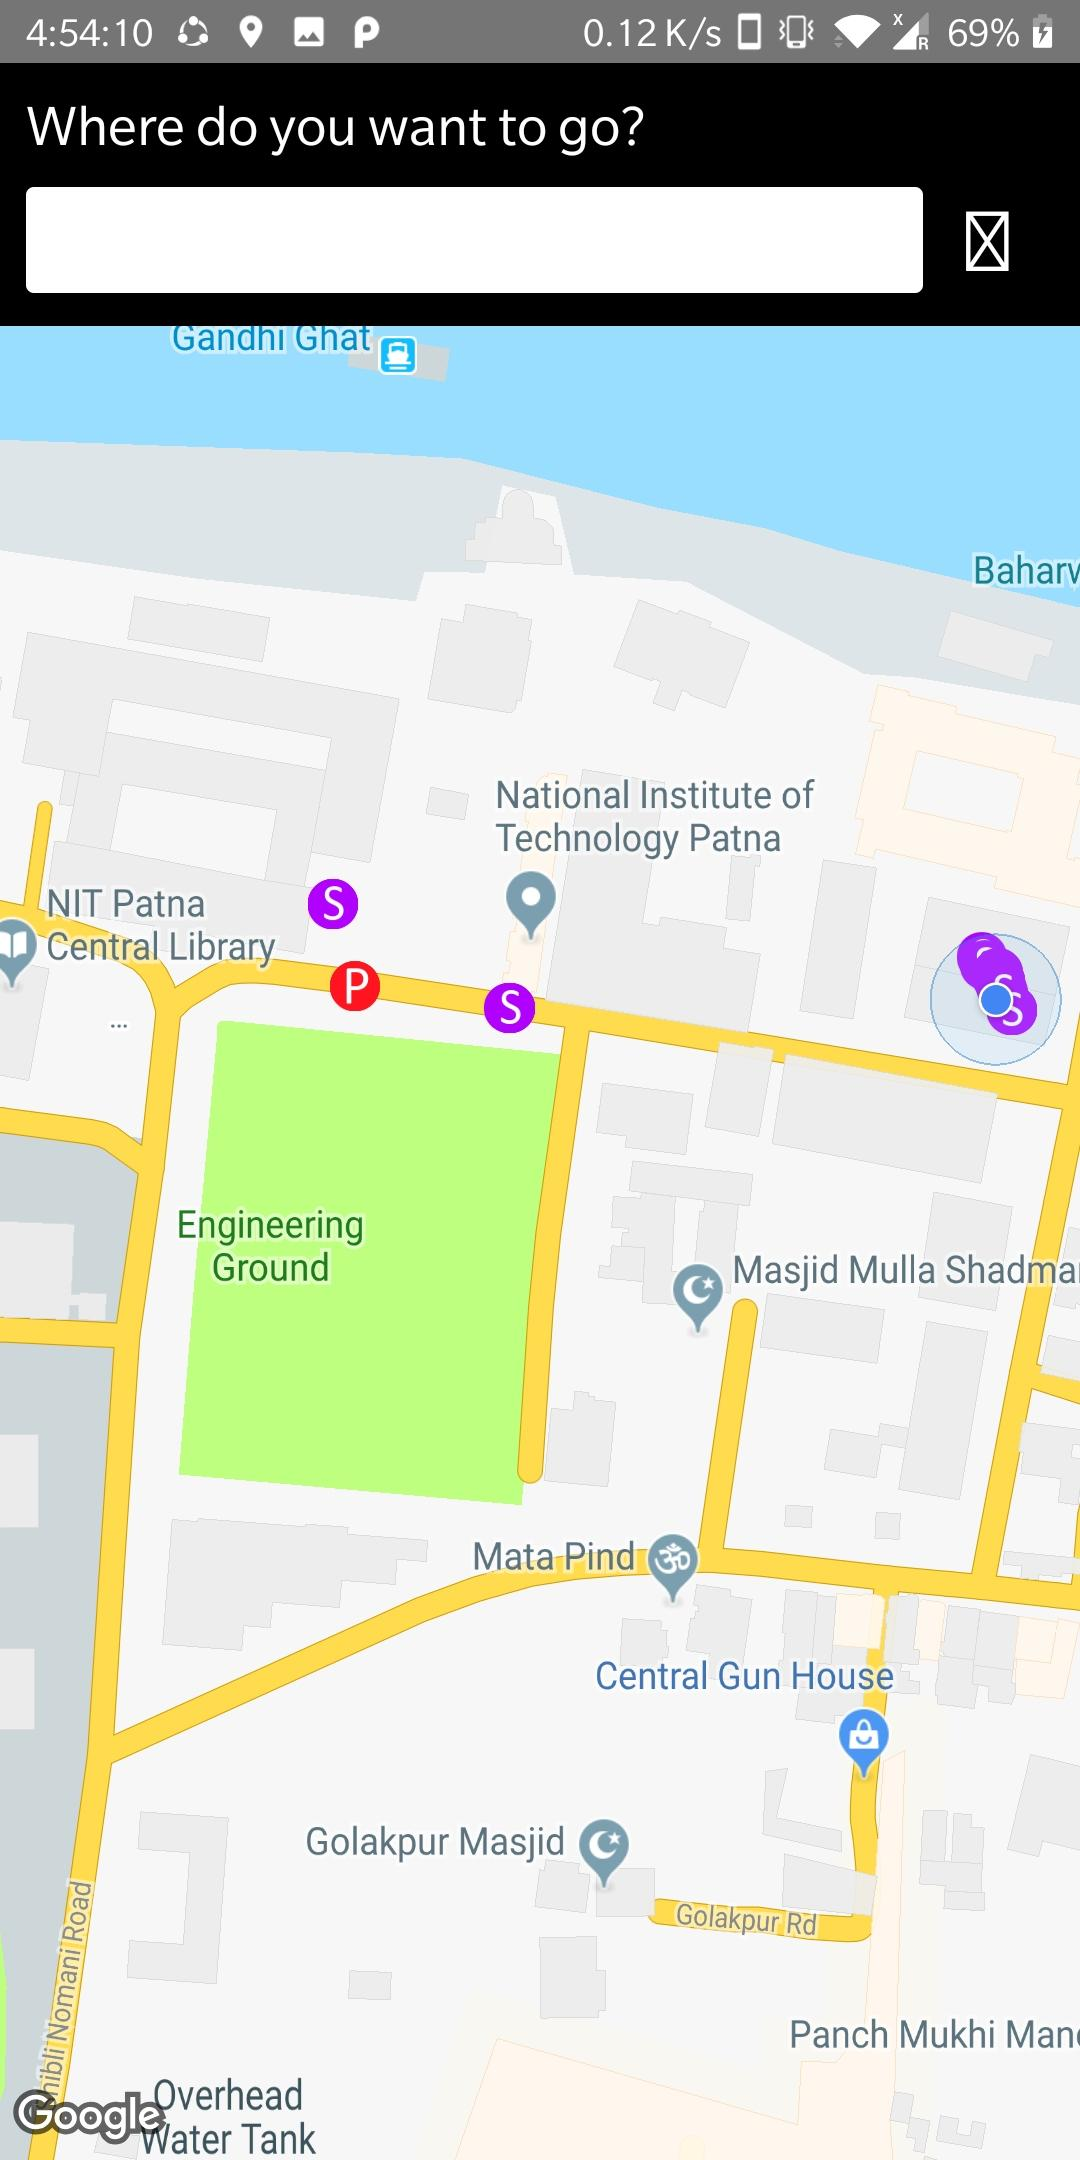 4:54:10
0.12 K/s
X
R
69%
Where do you want to go?
Gandhi Ghat
Baharw
National Institute of
Technology Patna
NIT Patna
Central Library
S
P
S
S
S
...
Engineering
Ground
Masjid Mulla Shadma
Mata Pind
Central Gun House
Golakpur Masjid
Golakpur Rd
Shibli Nomani Road
Panch Mukhi Man
Overhead
Water Tank
Google